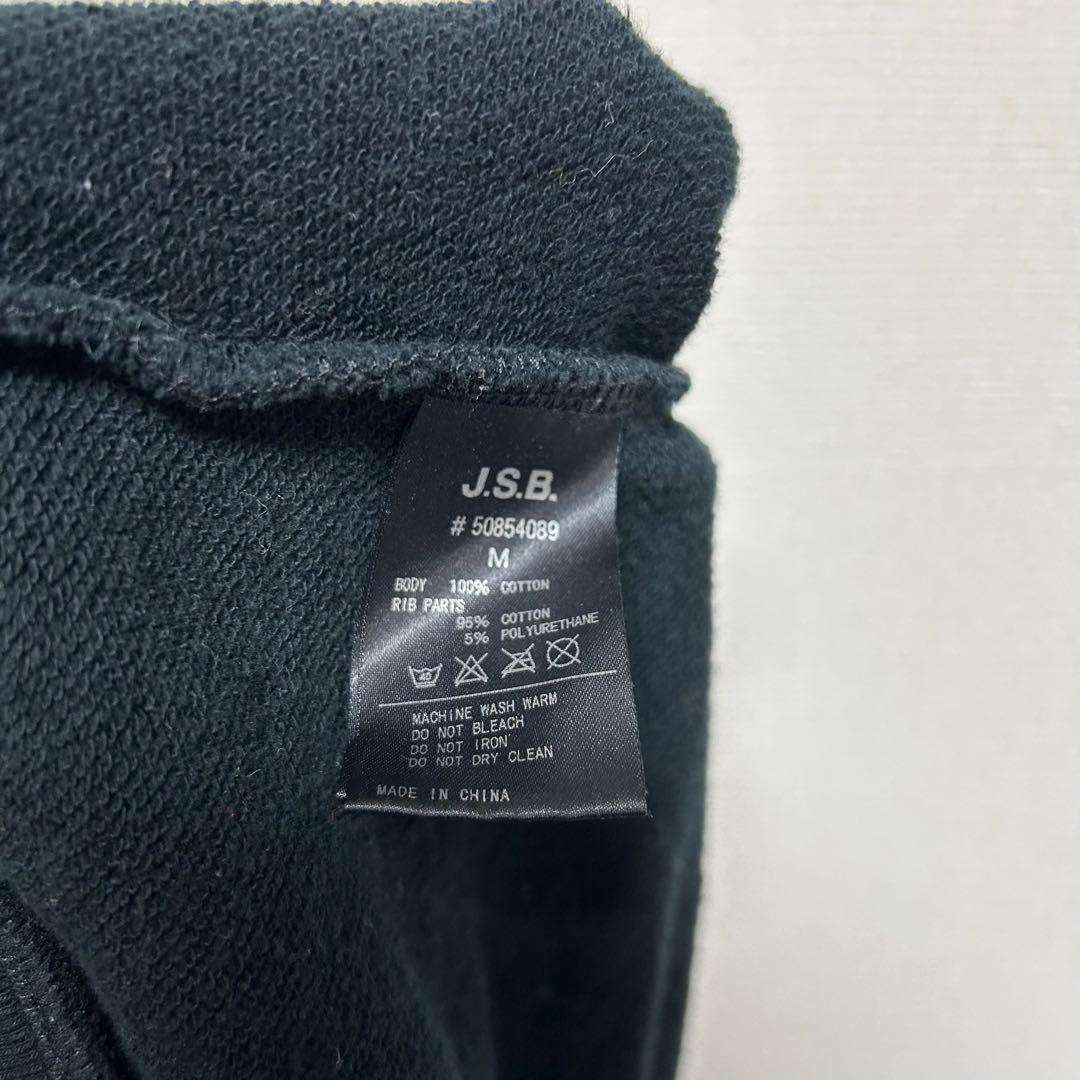 J.S.B.
# 50854089
M
BODY 100% COTTON
RIB PARTS
95% COTTON
5% POLYURETHANE
40
MACHINE WASH WARM
DO NOT BLEACH
DO NOT IRON
DO NOT DRY CLEAN
MADE IN CHINA